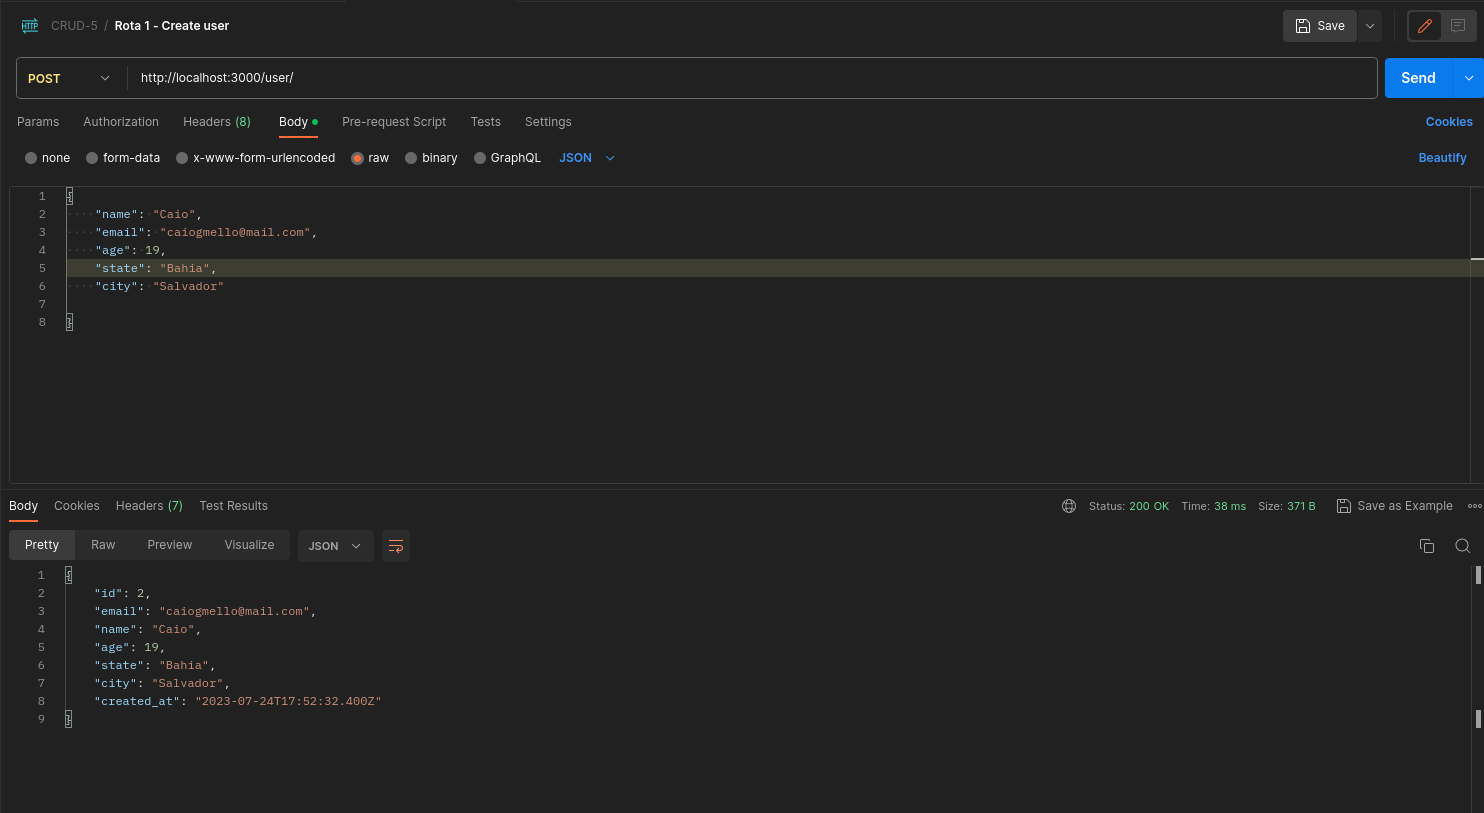 HTTP CRUD-5 / Rota 1 - Create user Save
POST http://localhost:3000/user/ Send
Params Authorization Headers (8) Body Pre-request Script Tests Settings Cookies
none form-data x-www-form-urlencoded raw binary GraphQL JSON Beautify
1 {
2 "name": "Caio",
3 "email": "caiogmello@mail.com",
4 "age": 19,
5 "state": "Bahia",
6 "city": "Salvador"
7
8 }
Body Cookies Headers (7) Test Results Status: 200 OK Time: 38 ms Size: 371 B Save as Example
Pretty Raw Preview Visualize JSON
1 {
2 "id": 2,
3 "email": "caiogmello@mail.com",
4 "name": "Caio",
5 "age": 19,
6 "state": "Bahia",
7 "city": "Salvador",
8 "created_at": "2023-07-24T17:52:32.400Z"
9 }